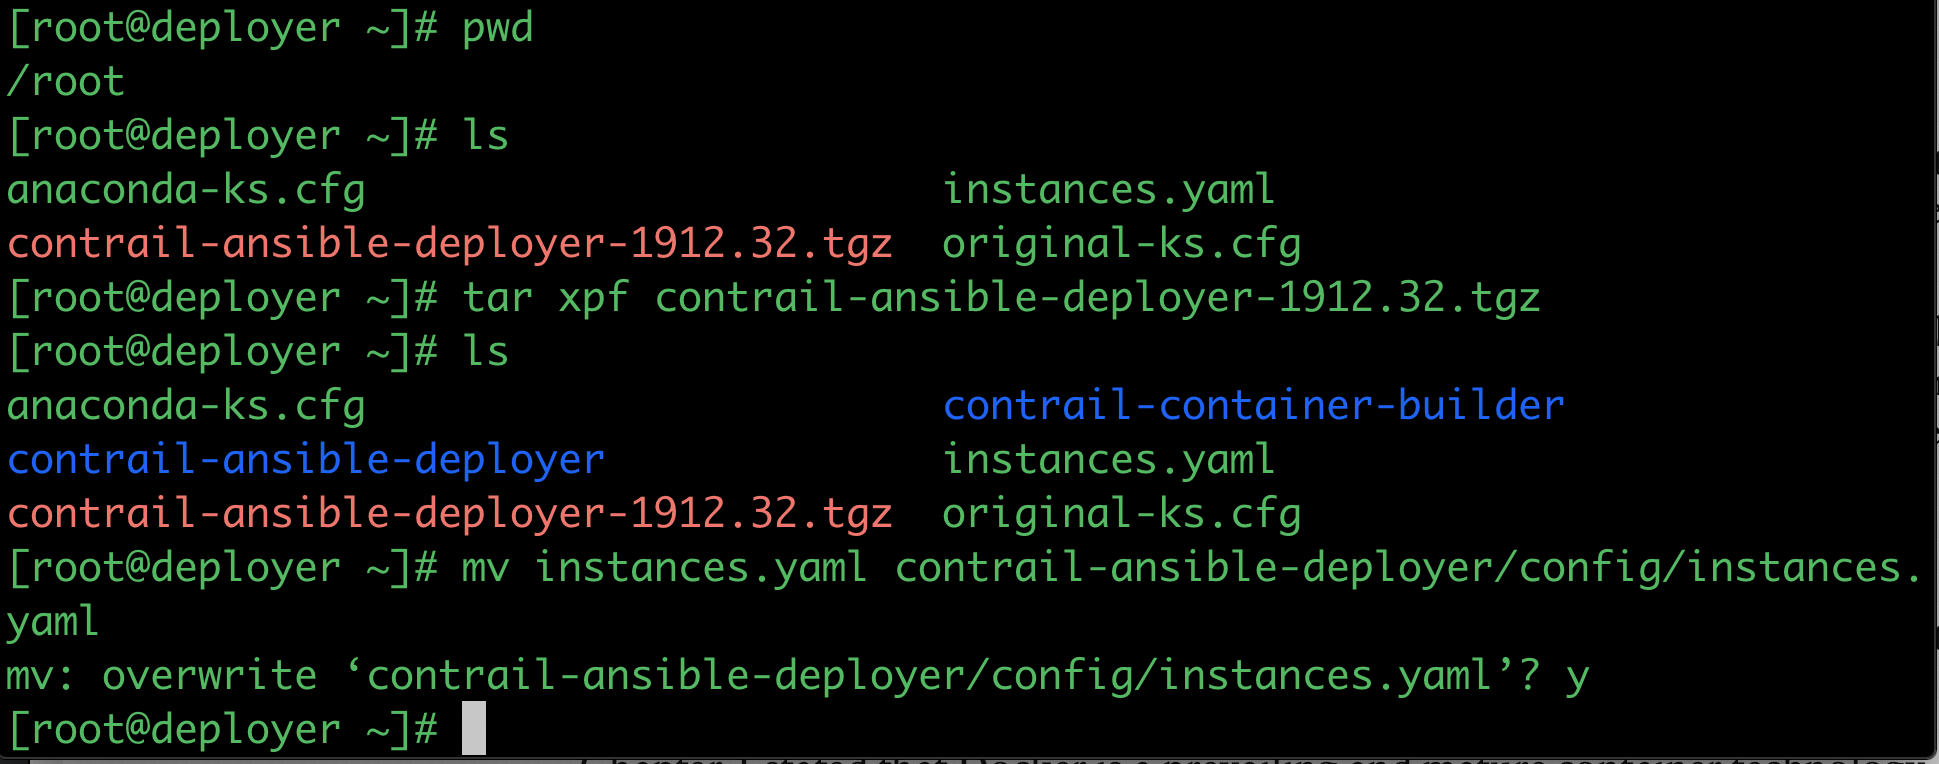 [root@deployer ~]# pwd
/root
[root@deployer ~]# ls
anaconda-ks.cfg                        instances.yaml
contrail-ansible-deployer-1912.32.tgz  original-ks.cfg
[root@deployer ~]# tar xpf contrail-ansible-deployer-1912.32.tgz
[root@deployer ~]# ls
anaconda-ks.cfg                        contrail-container-builder
contrail-ansible-deployer              instances.yaml
contrail-ansible-deployer-1912.32.tgz  original-ks.cfg
[root@deployer ~]# mv instances.yaml contrail-ansible-deployer/config/instances.
yaml
mv: overwrite ‘contrail-ansible-deployer/config/instances.yaml’? y
[root@deployer ~]#